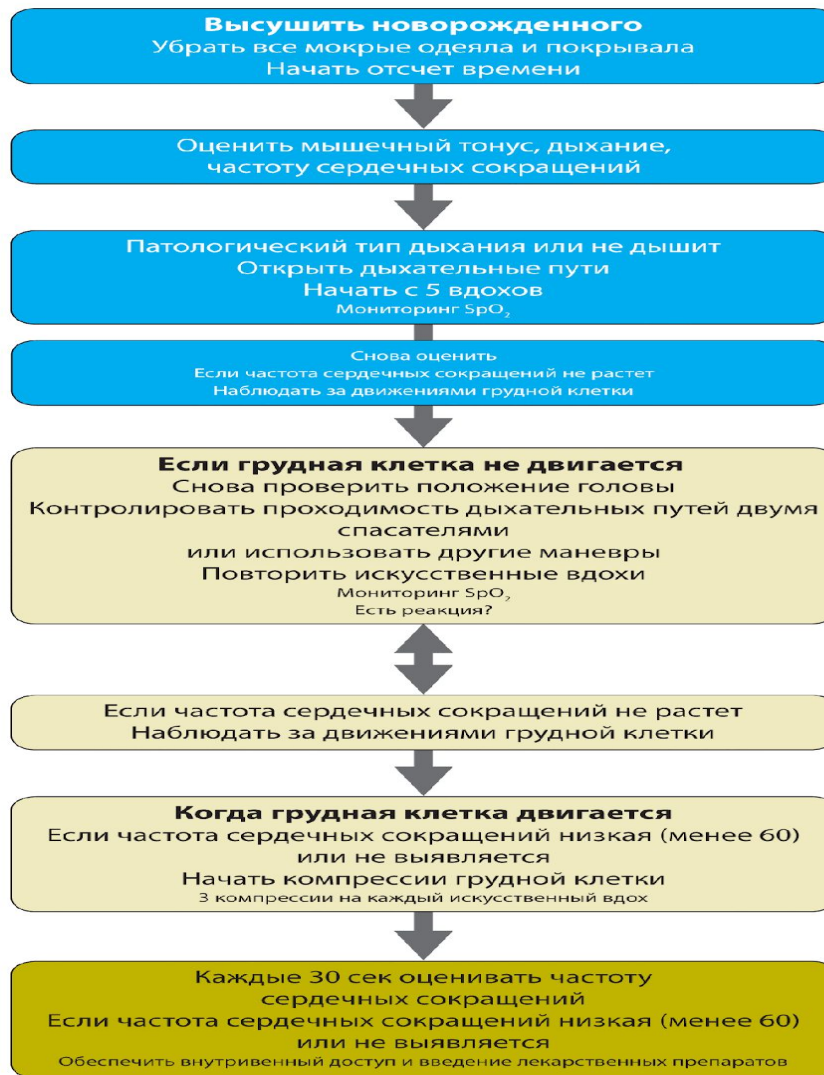 Высушить новорожденного
Убрать все мокрые одеяла и покрывала
Начать отсчет времени
Оценить мышечный тонус, дыхание,
частоту сердечных сокращений
Патологический тип дыхания или не дышит
Открыть дыхательные пути
Начать с 5 вдохов
Мониторинг SpO₂
Снова оценить
Если частота сердечных сокращений не растет
Наблюдать за движениями грудной клетки
Если грудная клетка не двигается
Снова проверить положение головы
Контролировать проходимость дыхательных путей двумя
спасателями
или использовать другие маневры
Повторить искусственные вдохи
Мониторинг SpO₂
Есть реакция?
Если частота сердечных сокращений не растет
Наблюдать за движениями грудной клетки
Когда грудная клетка двигается
Если частота сердечных сокращений низкая (менее 60)
или не выявляется
Начать компрессии грудной клетки
3 компрессии на каждый искусственный вдох
Каждые 30 сек оценивать частоту
сердечных сокращений
Если частота сердечных сокращений низкая (менее 60)
или не выявляется
Обеспечить внутривенный доступ и введение лекарственных препаратов